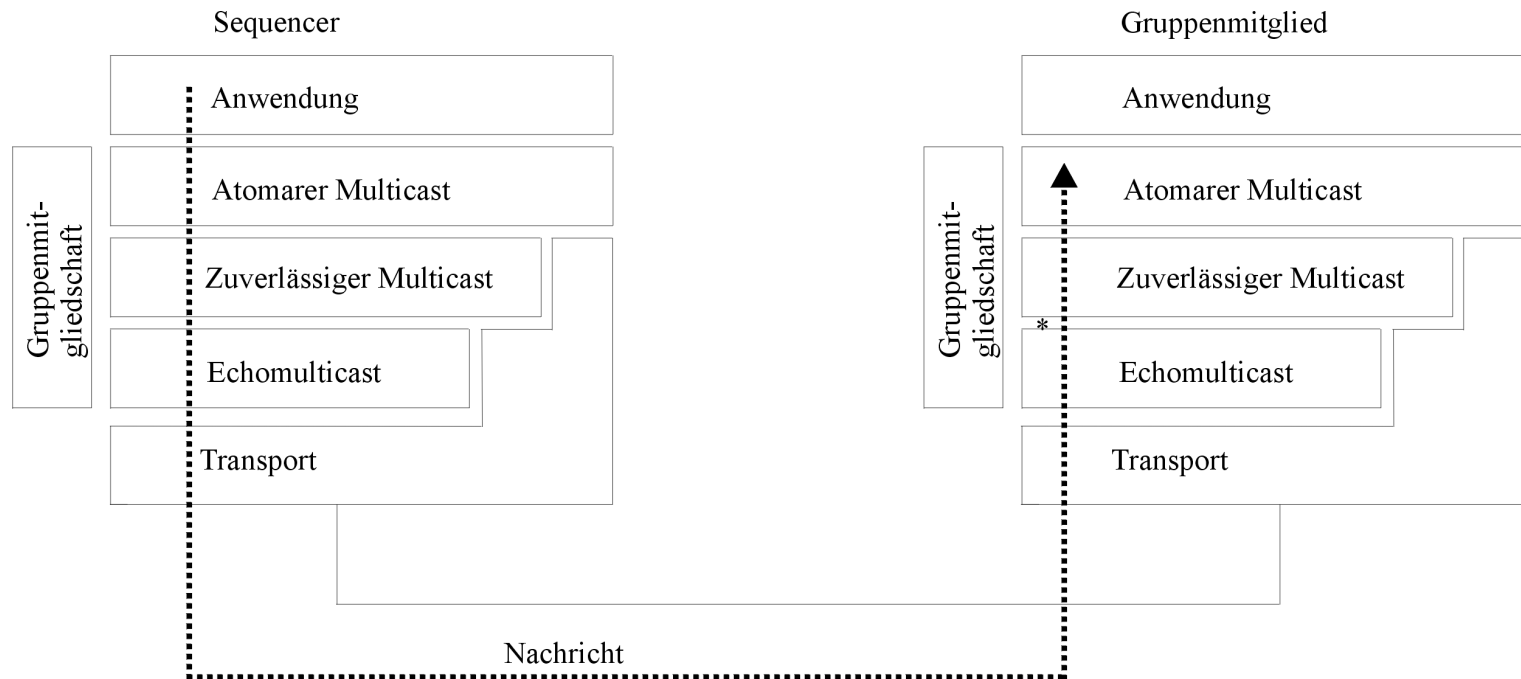 Sequencer
Anwendung
Atomarer Multicast
Zuverlässiger Multicast
Echomulticast
Transport
Gruppenmit-
gliedschaft
Gruppenmitglied
Anwendung
Atomarer Multicast
Zuverlässiger Multicast
*
Echomulticast
Transport
Gruppenmit-
gliedschaft
Nachricht